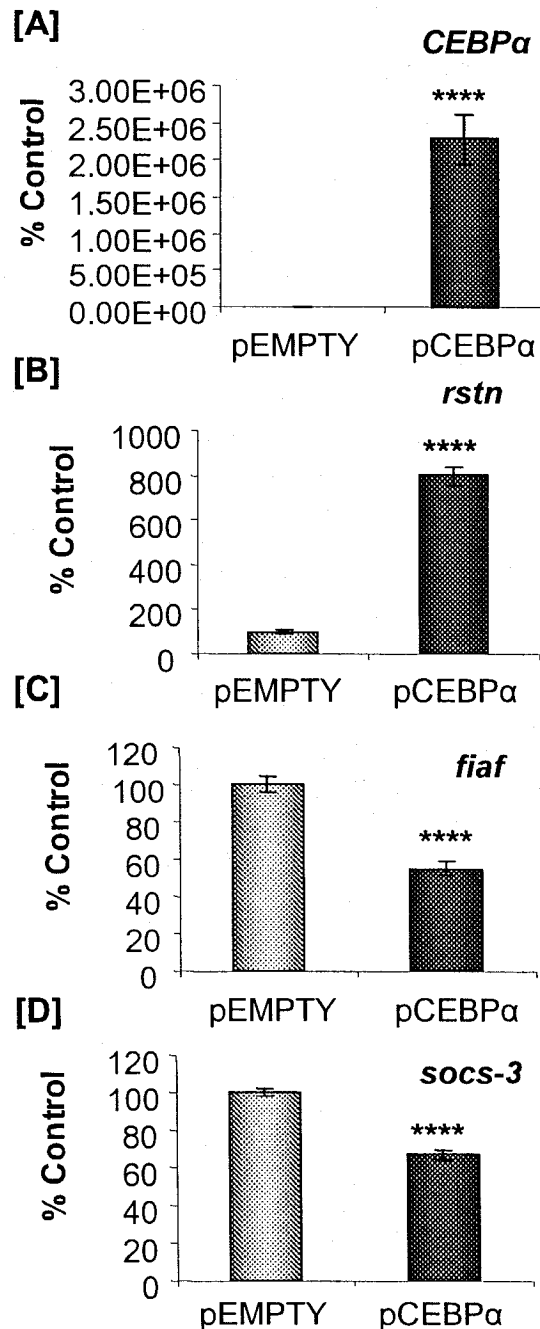 [A]
CEBPα
% Control
3.00E+06
2.50E+06
2.00E+06
1.50E+06
1.00E+06
5.00E+05
0.00E+00
****
pEMPTY pCEBPα
[B]
rstn
% Control
1000
800
600
400
200
0
****
pEMPTY pCEBPα
[C]
fiaf
% Control
120
100
80
60
40
20
0
****
pEMPTY pCEBPα
[D]
socs-3
% Control
120
100
80
60
40
20
0
****
pEMPTY pCEBPα